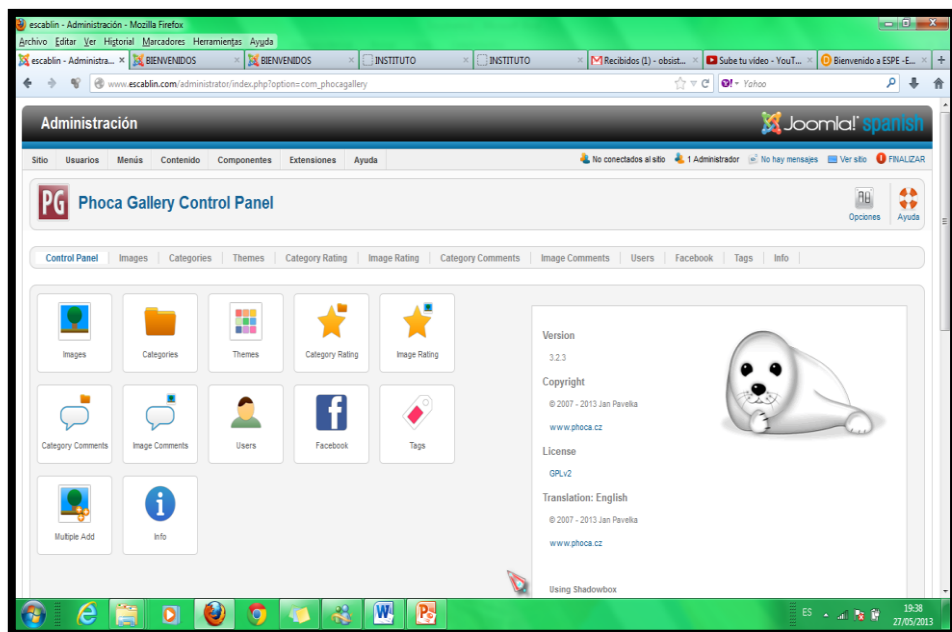 escablin - Administración - Mozilla Firefox
Archivo Editar Ver Historial Marcadores Herramientas Ayuda
escablin - Administra... BIENVENIDOS BIENVENIDOS INSTITUTO INSTITUTO Recibidos (1) - obsist... Sube tu vídeo - YouT... Bienvenido a ESPE -E...
www.escablin.com/administrator/index.php?option=com_phocagallery Yahoo
Administración Joomla! spanish
Sitio Usuarios Menús Contenido Componentes Extensiones Ayuda No conectados al sitio 1 Administrador No hay mensajes Ver sitio FINALIZAR
PG Phoca Gallery Control Panel Opciones Ayuda
Control Panel Images Categories Themes Category Rating Image Rating Category Comments Image Comments Users Facebook Tags Info
Images Categories Themes Category Rating Image Rating
Category Comments Image Comments Users Facebook Tags
Multiple Add Info
Version
3.2.3
Copyright
© 2007 - 2013 Jan Pavelka
www.phoca.cz
License
GPLv2
Translation: English
© 2007 - 2013 Jan Pavelka
www.phoca.cz
Using Shadowbox
ES 19:38
27/05/2013